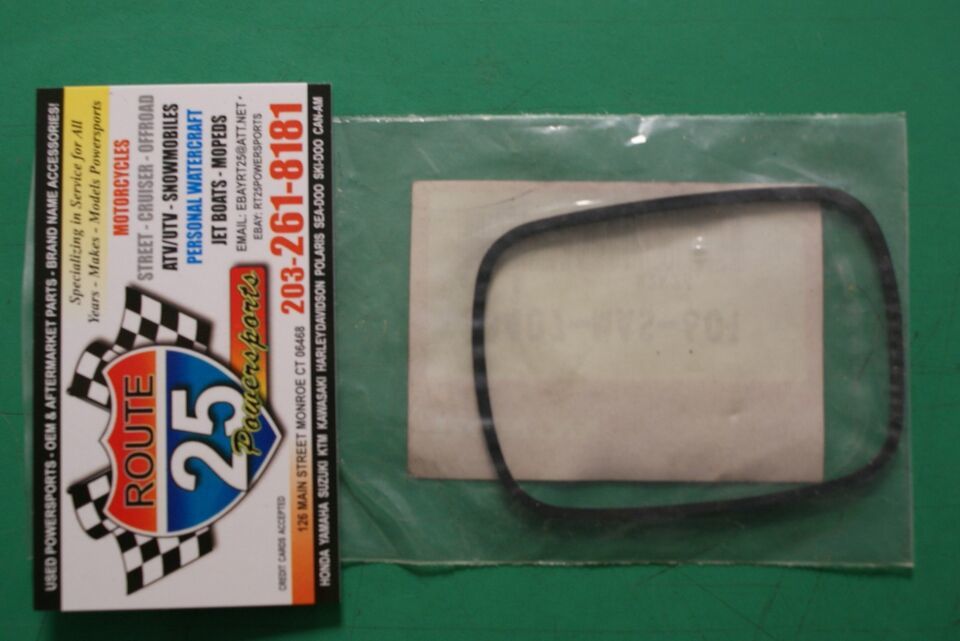 USED POWERSPORTS - OEM & AFTERMARKET PARTS - BRAND NAME ACCESSORIES!
Specializing in Service for All
Years - Makes - Models Powersports
MOTORCYCLES
STREET - CRUISER - OFFROAD
ATV/UTV - SNOWMOBILES
PERSONAL WATERCRAFT
JET BOATS - MOPEDS
EMAIL: EBAYRT25@ATT.NET -
EBAY: RT25POWERSPORTS
203-261-8181
ROUTE
25
Powersports
CREDIT CARDS ACCEPTED
126 MAIN STREET MONROE CT 06468
HONDA YAMAHA SUZUKI KTM KAWASAKI HARLEYDAVIDSON POLARIS SEA-DOO SKI-DOO CAN-AM